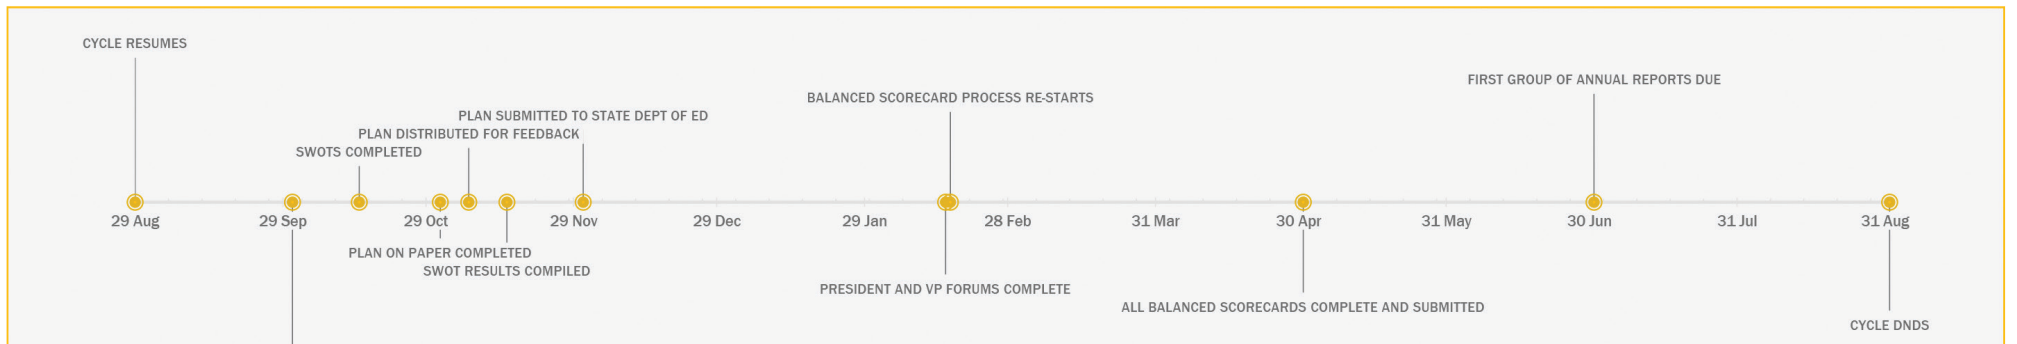 CYCLE RESUMES
FIRST GROUP OF ANNUAL REPORTS DUE
BALANCED SCORECARD PROCESS RE-STARTS
PLAN SUBMITTED TO STATE DEPT OF ED
PLAN DISTRIBUTED FOR FEEDBACK
SWOTS COMPLETED
29 Aug 29 Sep 29 Oct 29 Nov 29 Dec 29 Jan 28 Feb 31 Mar 30 Apr 31 May 30 Jun 31 Jul 31 Aug
PLAN ON PAPER COMPLETED
SWOT RESULTS COMPILED
PRESIDENT AND VP FORUMS COMPLETE
ALL BALANCED SCORECARDS COMPLETE AND SUBMITTED
CYCLE DNDS